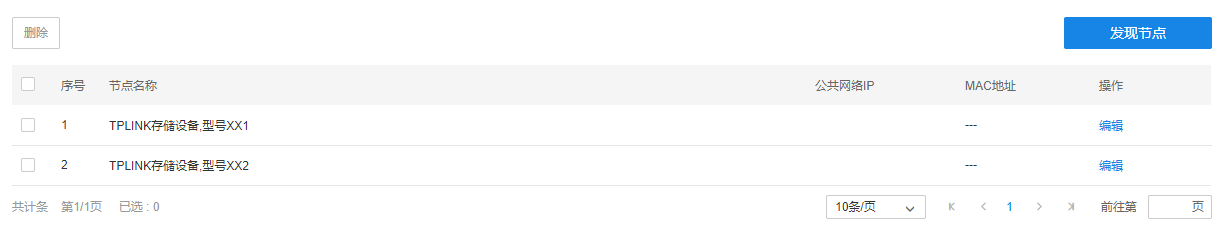 删除 发现节点
序号 节点名称 公共网络IP MAC地址 操作
1 TPLINK存储设备,型号XX1 --- 编辑
2 TPLINK存储设备,型号XX2 --- 编辑
共计条 第1/1页 已选 : 0 10条/页 1 前往第 页